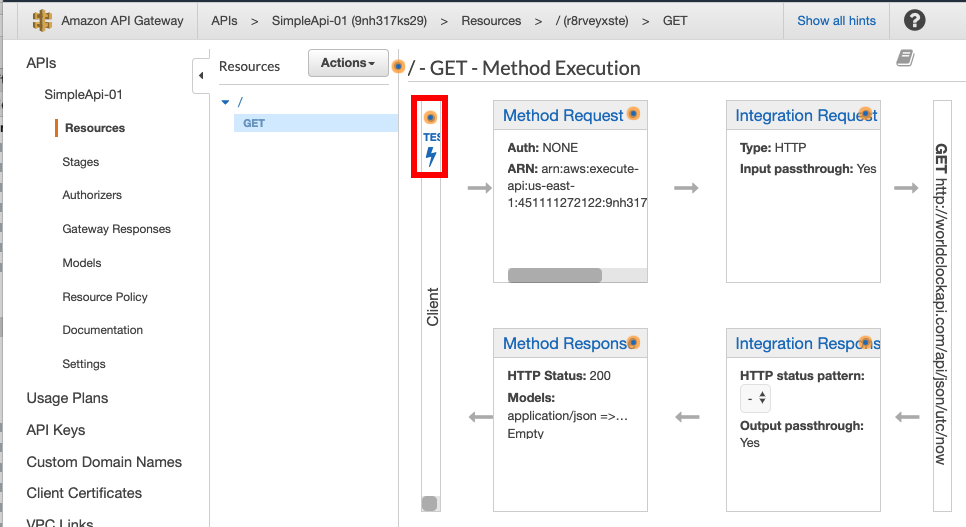 Amazon API Gateway
APIs > SimpleApi-01 (9nh317ks29) > Resources > / (r8rveyxste) > GET
Show all hints
?
APIs
SimpleApi-01
Resources
Stages
Authorizers
Gateway Responses
Models
Resource Policy
Documentation
Settings
Usage Plans
API Keys
Custom Domain Names
Client Certificates
VPC Links
Resources
Actions
/
GET
/ - GET - Method Execution
TES
Client
Method Request
Auth: NONE
ARN: arn:aws:execute-
api:us-east-
1:451111272122:9nh317
Integration Request
Type: HTTP
Input passthrough: Yes
Method Respons
HTTP Status: 200
Models:
application/json =>...
Empty
Integration Respons
HTTP status pattern:
-
Output passthrough:
Yes
GET http://worldclockapi.com/api/json/utc/now